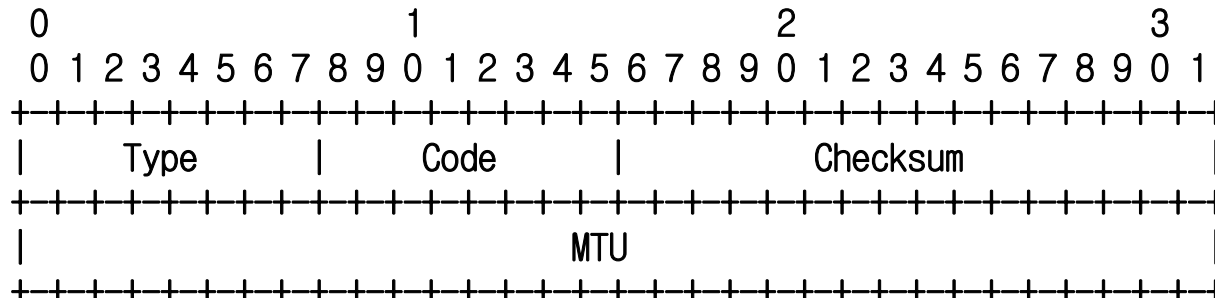 0                   1                   2                   3
0 1 2 3 4 5 6 7 8 9 0 1 2 3 4 5 6 7 8 9 0 1 2 3 4 5 6 7 8 9 0 1
+-+-+-+-+-+-+-+-+-+-+-+-+-+-+-+-+-+-+-+-+-+-+-+-+-+-+-+-+-+-+-+-+
| Type | Code | Checksum |
+-+-+-+-+-+-+-+-+-+-+-+-+-+-+-+-+-+-+-+-+-+-+-+-+-+-+-+-+-+-+-+-+
| MTU |
+-+-+-+-+-+-+-+-+-+-+-+-+-+-+-+-+-+-+-+-+-+-+-+-+-+-+-+-+-+-+-+-+